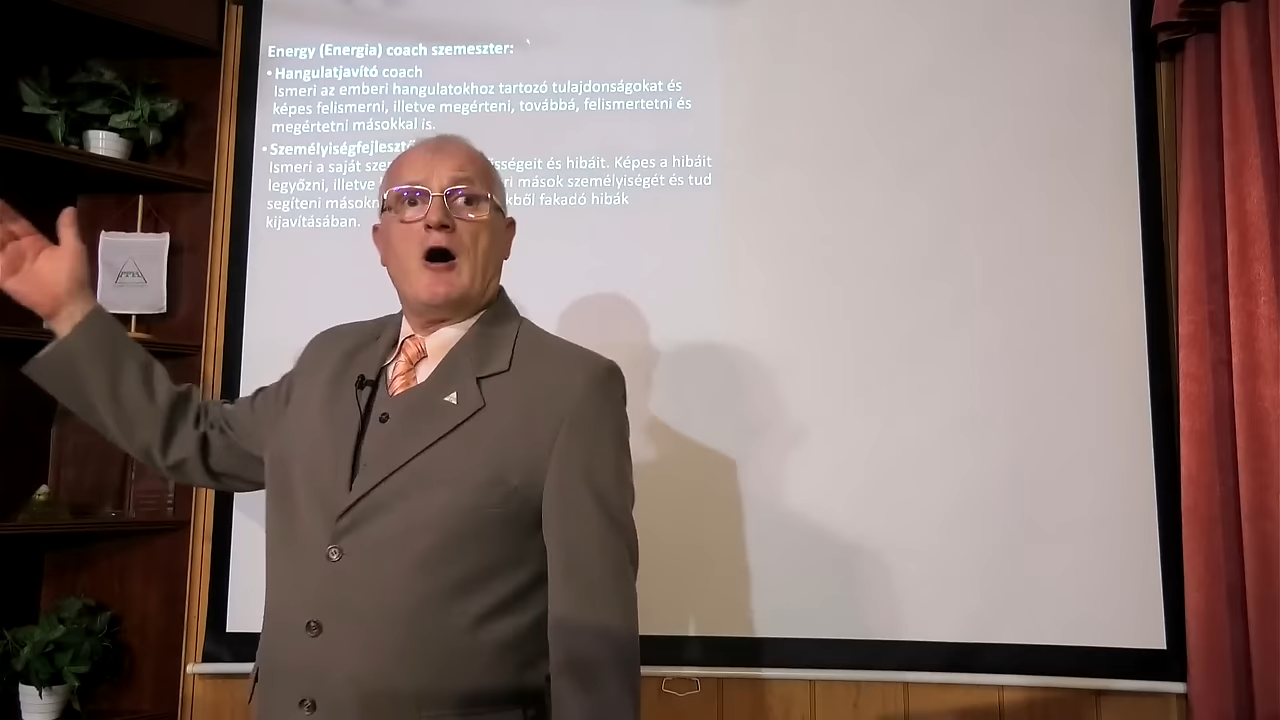 Energy (Energia) coach szemeszter:
• Hangulatjavító coach
Ismeri az emberi hangulatokhoz tartozó tulajdonságokat és
képes felismerni, illetve megérteni, továbbá, felismertetni és
megértetni másokkal is.
• Személyiségfejlesztő
Ismeri a saját és hibáit. Képes a hibáit
legyőzni, illetve mások személyiségét és tud
segíteni fakadó hibák
kijavításában.